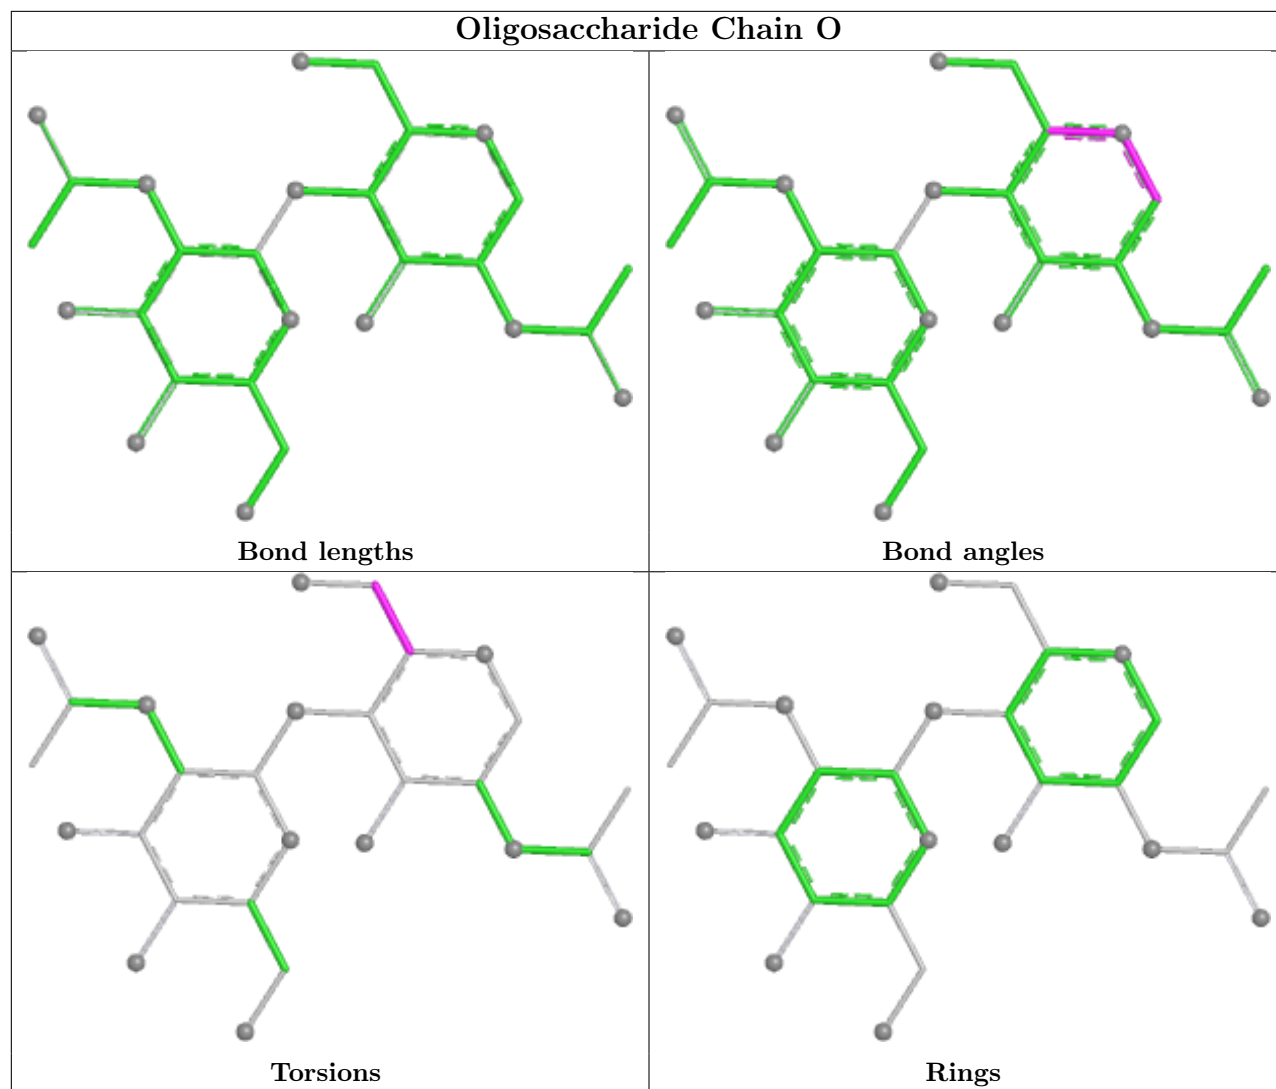 Oligosaccharide Chain O
Bond lengths
Bond angles
Torsions
Rings